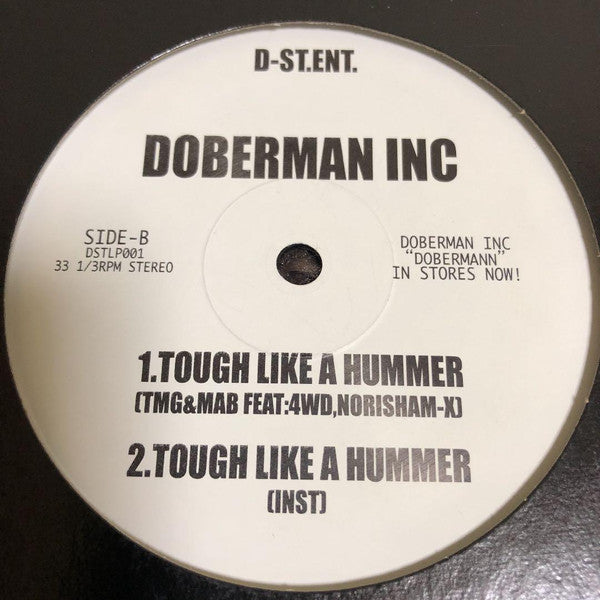 D-ST.ENT.
DOBERMAN INC
SIDE-B
DSTLP001
33 1/3RPM STEREO
DOBERMAN INC
“DOBERMANN”
IN STORES NOW!
1.TOUGH LIKE A HUMMER
(TMG&MAB FEAT:4WD,NORISHAM-X)
2.TOUGH LIKE A HUMMER
(INST)